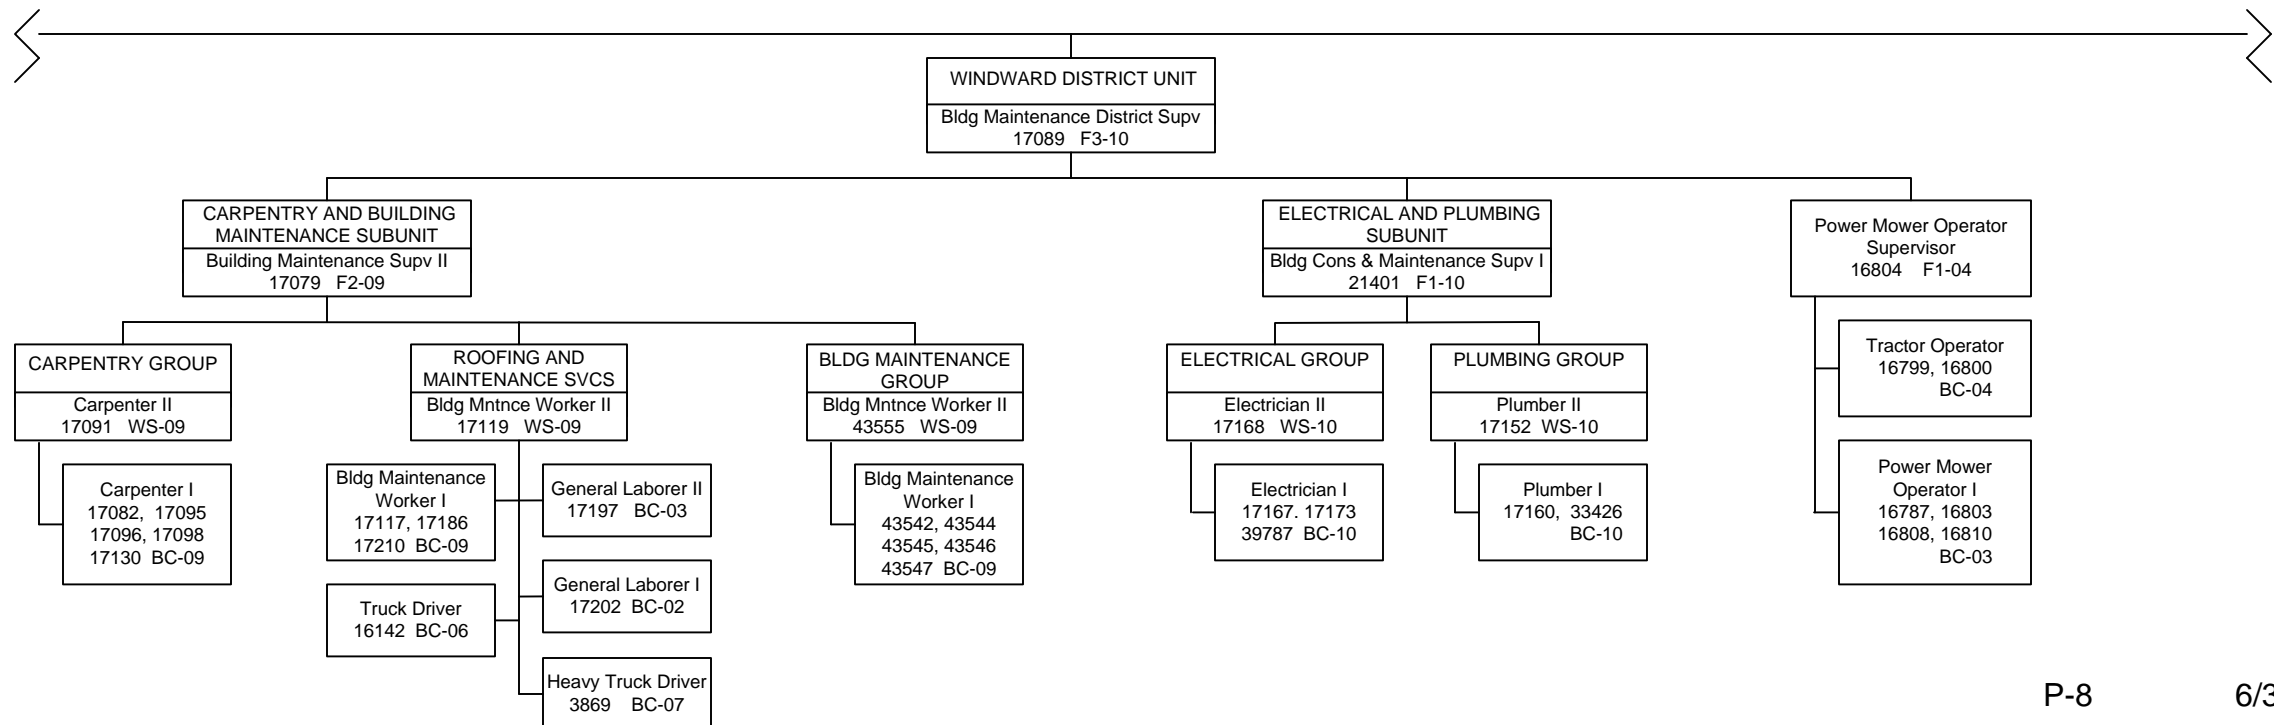 WINDWARD DISTRICT UNIT
Bldg Maintenance District Supv
17089 F3-10
CARPENTRY AND BUILDING
MAINTENANCE SUBUNIT
Building Maintenance Supv II
17079 F2-09
ELECTRICAL AND PLUMBING
SUBUNIT
Bldg Cons & Maintenance Supv I
21401 F1-10
Power Mower Operator
Supervisor
16804 F1-04
CARPENTRY GROUP
Carpenter II
17091 WS-09
Carpenter I
17082, 17095
17096, 17098
17130 BC-09
ROOFING AND
MAINTENANCE SVCS
Bldg Mntnce Worker II
17119 WS-09
Bldg Maintenance
Worker I
17117, 17186
17210 BC-09
General Laborer II
17197 BC-03
General Laborer I
17202 BC-02
Truck Driver
16142 BC-06
Heavy Truck Driver
3869 BC-07
BLDG MAINTENANCE
GROUP
Bldg Mntnce Worker II
43555 WS-09
Bldg Maintenance
Worker I
43542, 43544
43545, 43546
43547 BC-09
ELECTRICAL GROUP
Electrician II
17168 WS-10
Electrician I
17167. 17173
39787 BC-10
PLUMBING GROUP
Plumber II
17152 WS-10
Plumber I
17160, 33426
BC-10
Tractor Operator
16799, 16800
BC-04
Power Mower
Operator I
16787, 16803
16808, 16810
BC-03
P-8 6/3